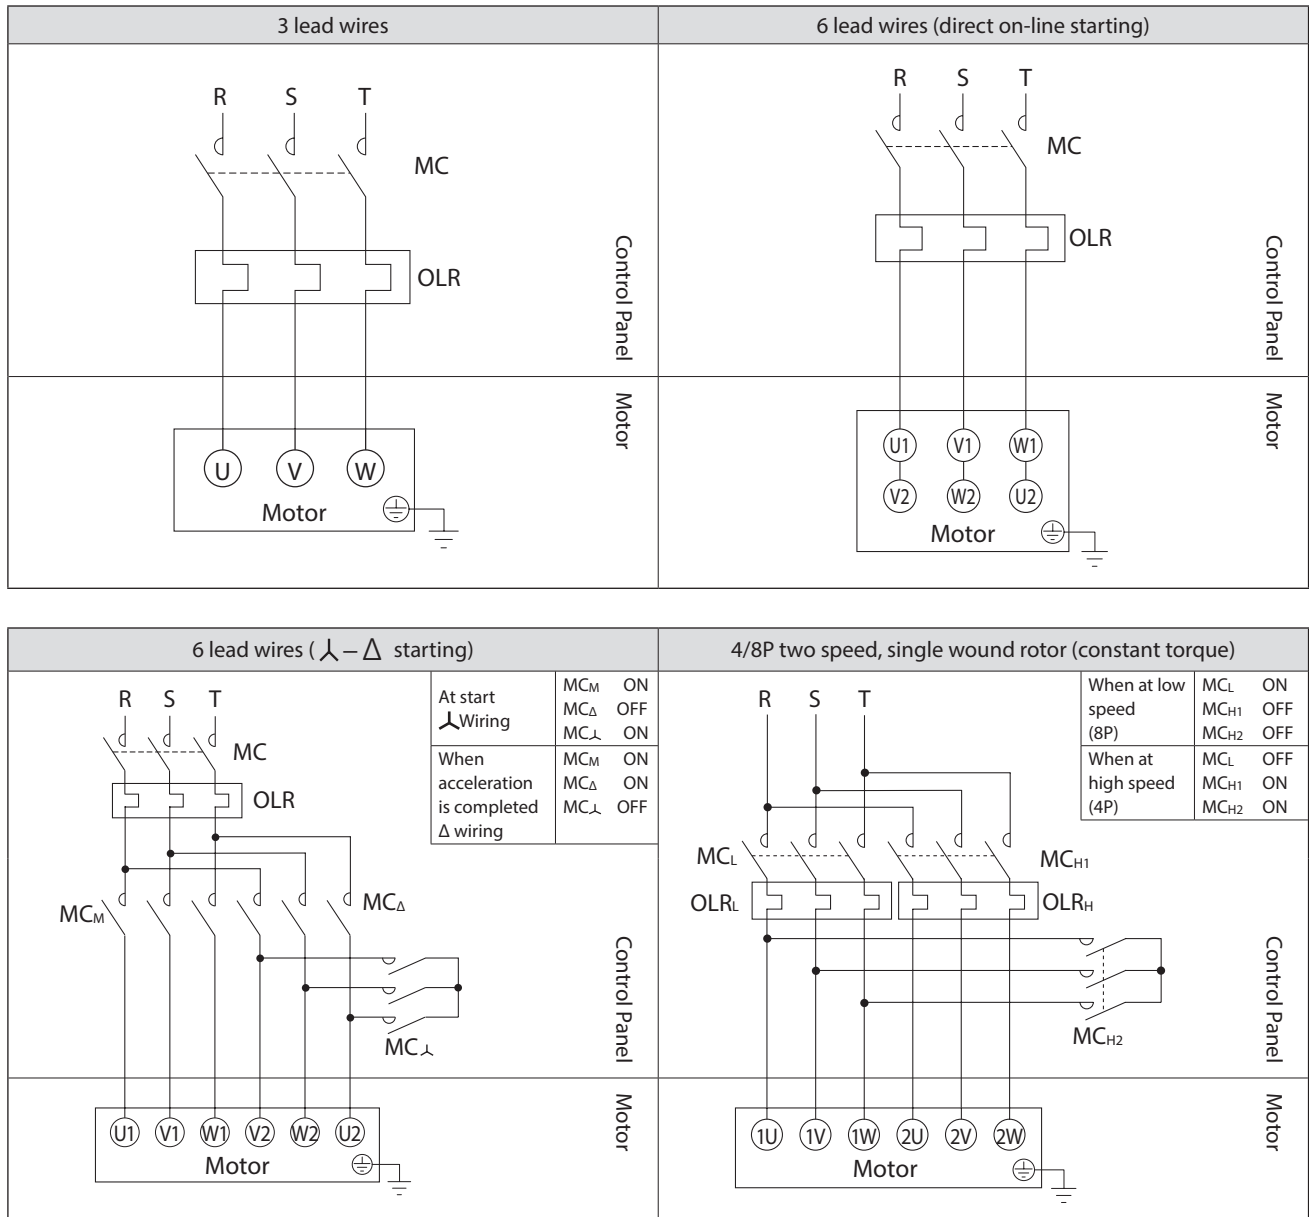 3 lead wires
R S T
MC
OLR
Control Panel
Motor
U V W
Motor
6 lead wires (direct on-line starting)
R S T
MC
OLR
Control Panel
Motor
U1 V1 W1
V2 W2 U2
Motor
6 lead wires (⅄ – Δ starting)
R S T
MC
OLR
At start
⅄Wiring
MCM ON
MCΔ OFF
MC⅄ ON
When
acceleration
is completed
Δ wiring
MCM ON
MCΔ ON
MC⅄ OFF
MCM
MCΔ
MC⅄
Control Panel
Motor
U1 V1 W1 V2 W2 U2
Motor
4/8P two speed, single wound rotor (constant torque)
R S T
When at low
speed
(8P)
MCL ON
MCH1 OFF
MCH2 OFF
When at
high speed
(4P)
MCL OFF
MCH1 ON
MCH2 ON
MCL
MCH1
OLRL
OLRH
MCH2
Control Panel
Motor
1U 1V 1W 2U 2V 2W
Motor